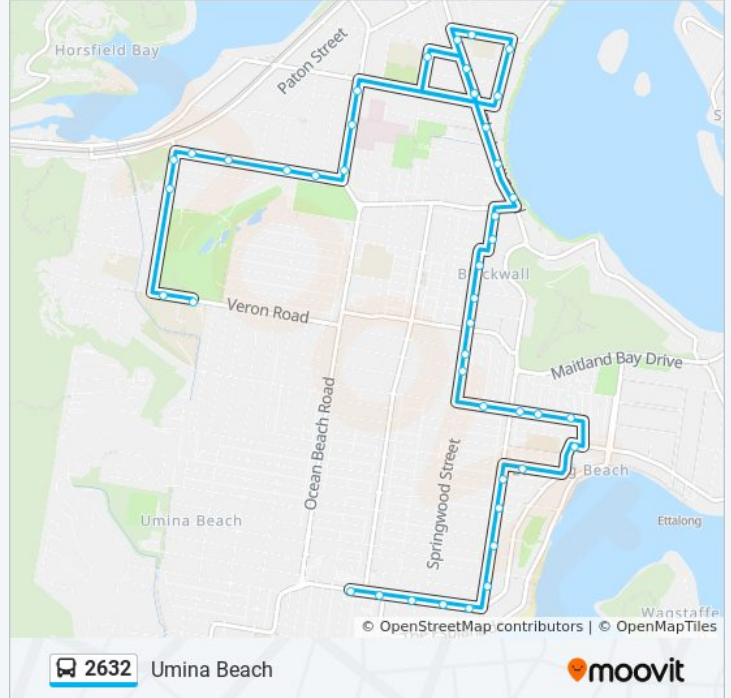 Horsfield Bay
Paton Street
S
Veron Road
Maitland Bay Drive
Ocean Beach Road
Springwood Street
Beach
Umina Beach
Ettalong
Wagstaffe
© OpenStreetMap contributors | © OpenMapTiles
2632 Umina Beach
moovit